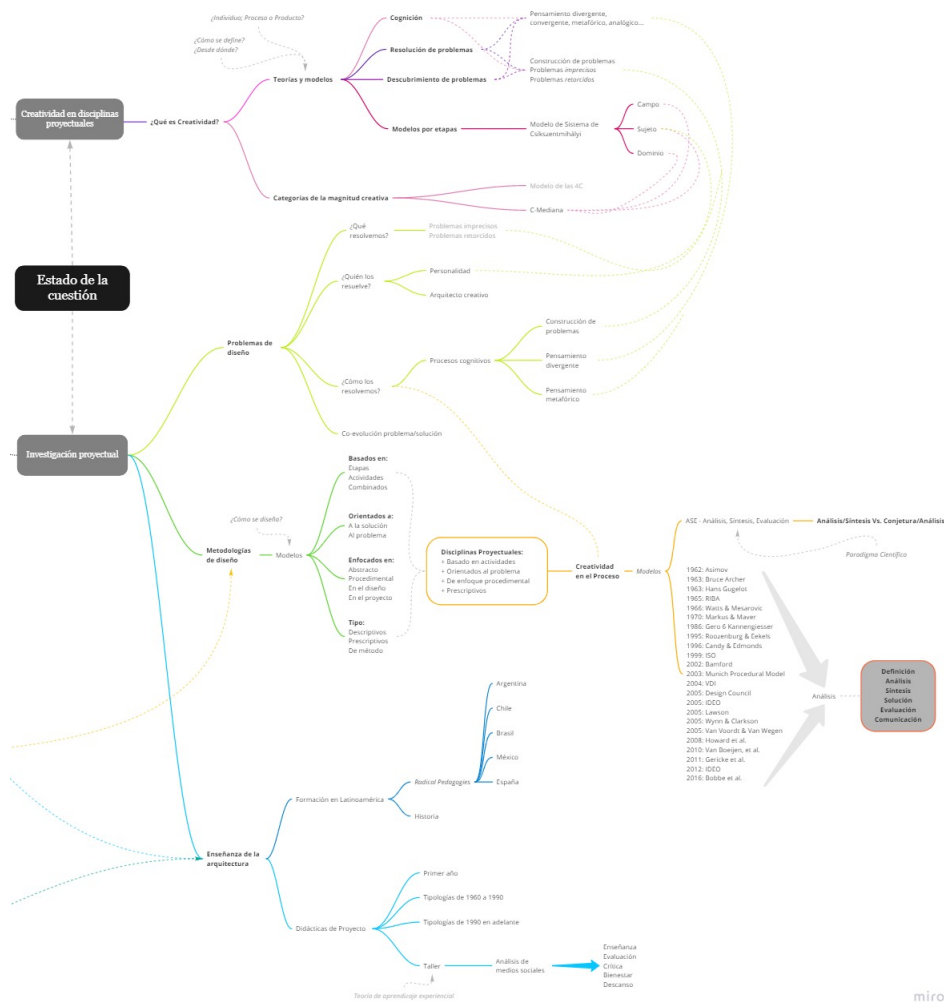 ¿Individuo; Proceso o Producto?
¿Cómo se define?
¿Desde dónde?
Creatividad en disciplinas
proyectuales
¿Qué es Creatividad?
Teorías y modelos
Cognición
Resolución de problemas
Descubrimiento de problemas
Modelos por etapas
Pensamiento divergente,
convergente, metafórico, analógico...
Construcción de problemas
Problemas imprecisos
Problemas retorcidos
Modelo de Sistema de
Csikszentmihályi
Campo
Sujeto
Dominio
Categorías de la magnitud creativa
Modelo de las 4C
C-Mediana
Estado de la
cuestión
Investigación proyectual
Problemas de
diseño
¿Qué
resolvemos?
Problemas imprecisos
Problemas retorcidos
¿Quién los
resuelve?
Personalidad
Arquitecto creativo
¿Cómo los
resolvemos?
Procesos cognitivos
Construcción de
problemas
Pensamiento
divergente
Pensamiento
metafórico
Co-evolución problema/solución
¿Cómo se diseña?
Metodologías
de diseño
Modelos
Basados en:
Etapas
Actividades
Combinados
Orientados a:
A la solución
Al problema
Enfocados en:
Abstracto
Procedimental
En el diseño
En el proyecto
Tipo:
Descriptivos
Prescriptivos
De método
Disciplinas Proyectuales:
+ Basado en actividades
+ Orientados al problema
+ De enfoque procedimental
+ Prescriptivos
Creatividad
en el Proceso
Modelos
ASE - Análisis, Síntesis, Evaluación
Análisis/Síntesis Vs. Conjetura/Análisis
Paradigma Científico
1962: Asimov
1963: Bruce Archer
1963: Hans Gugelot
1965: RIBA
1966: Watts & Mesarovic
1970: Markus & Maver
1986: Gero & Kannengiesser
1995: Roozunburg & Eekels
1996: Candy & Edmonds
1999: ISO
2002: Bamford
2003: Munich Procedural Model
2004: VDI
2005: Design Council
2005: IDEO
2005: Lawson
2005: Wynn & Clarkson
2005: Van Voordt & Van Wegen
2008: Howard et al.
2010: Van Boeijen, et al.
2011: Gericke et al.
2012: IDEO
2016: Bobbe et al.
Análisis
Definición
Análisis
Síntesis
Solución
Evaluación
Comunicación
Enseñanza de la
arquitectura
Formación en Latinoamérica
Radical Pedagogies
Argentina
Chile
Brasil
México
España
Historia
Didácticas de Proyecto
Primer año
Tipologías de 1960 a 1990
Tipologías de 1990 en adelante
Taller
Análisis de
medios sociales
Enseñanza
Evaluación
Crítica
Bienestar
Descanso
Teoría de aprendizaje experiencial
miro